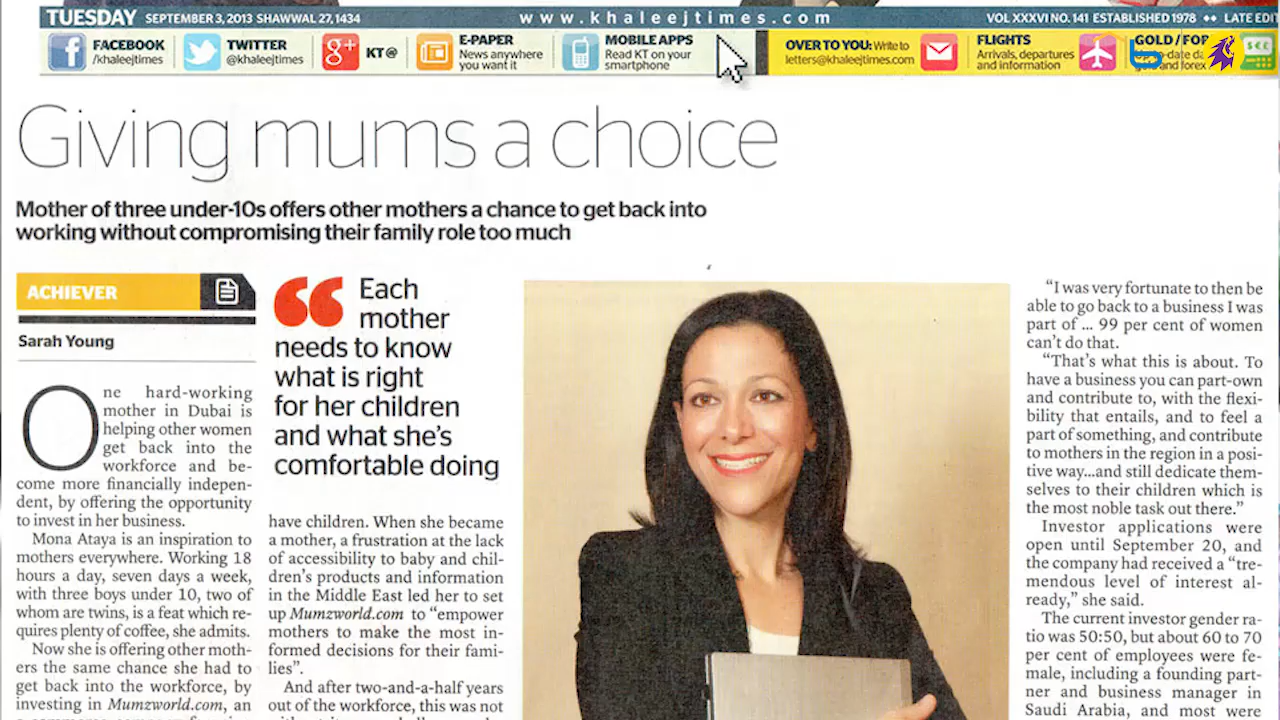 TUESDAY SEPTEMBER 3, 2013 SHAWWAL 27, 1434
www.khaleejtimes.com
VOL XXXVI NO. 141 ESTABLISHED 1978 •• LATE EDI
FACEBOOK
/khaleejtimes
TWITTER
@khaleejtimes
g+ KT@
E-PAPER
News anywhere
you want it
MOBILE APPS
Read KT on your
smartphone
OVER TO YOU: Write to
letters@khaleejtimes.com
FLIGHTS
Arrivals, departures
and information
GOLD/FOR
-date da
and forex
Giving mums a choice
Mother of three under-10s offers other mothers a chance to get back into
working without compromising their family role too much
ACHIEVER
Sarah Young
One hard-working
mother in Dubai is
helping other women
get back into the
workforce and be-
come more financially indepen-
dent, by offering the opportunity
to invest in her business.
Mona Ataya is an inspiration to
mothers everywhere. Working 18
hours a day, seven days a week,
with three boys under 10, two of
whom are twins, is a feat which re-
quires plenty of coffee, she admits.
Now she is offering other moth-
ers the same chance she had to
get back into the workforce, by
investing in Mumzworld.com, an
“Each
mother
needs to know
what is right
for her children
and what she's
comfortable doing
have children. When she became
a mother, a frustration at the lack
of accessibility to baby and chil-
dren's products and information
in the Middle East led her to set
up Mumzworld.com to “empower
mothers to make the most in-
formed decisions for their fami-
lies”.
And after two-and-a-half years
out of the workforce, this was not
“I was very fortunate to then be
able to go back to a business I was
part of ... 99 per cent of women
can't do that.
“That's what this is about. To
have a business you can part-own
and contribute to, with the flexi-
bility that entails, and to feel a
part of something, and contribute
to mothers in the region in a posi-
tive way...and still dedicate them-
selves to their children which is
the most noble task out there.”
Investor applications were
open until September 20, and
the company had received a “tre-
mendous level of interest al-
ready,” she said.
The current investor gender ra-
tio was 50:50, but about 60 to 70
per cent of employees were fe-
male, including a founding part-
ner and business manager in
Saudi Arabia, and most were